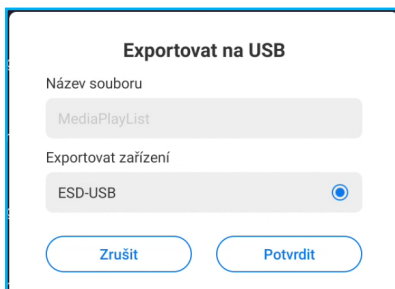 Exportovat na USB
Název souboru
MediaPlayList
Exportovat zařízení
ESD-USB
Zrušit Potvrdit